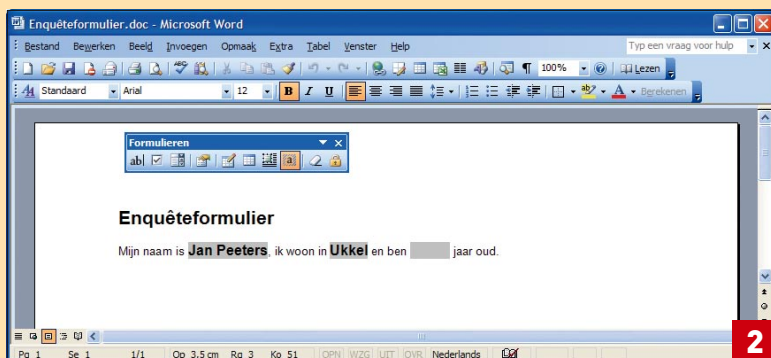 Enquêteformulier.doc - Microsoft Word
Bestand Bewerken Beeld Invoegen Opmaak Extra Tabel Venster Help Typ een vraag voor hulp
100% Lezen
Standaard Arial 12 B I U Berekenen
Formulieren
ab|
Enquêteformulier
Mijn naam is Jan Peeters, ik woon in Ukkel en ben jaar oud.
Pg 1 Se 1 1/1 Op 3,5 cm Rg 3 Ko 51 OPN WZG UIT OVR Nederlands
2